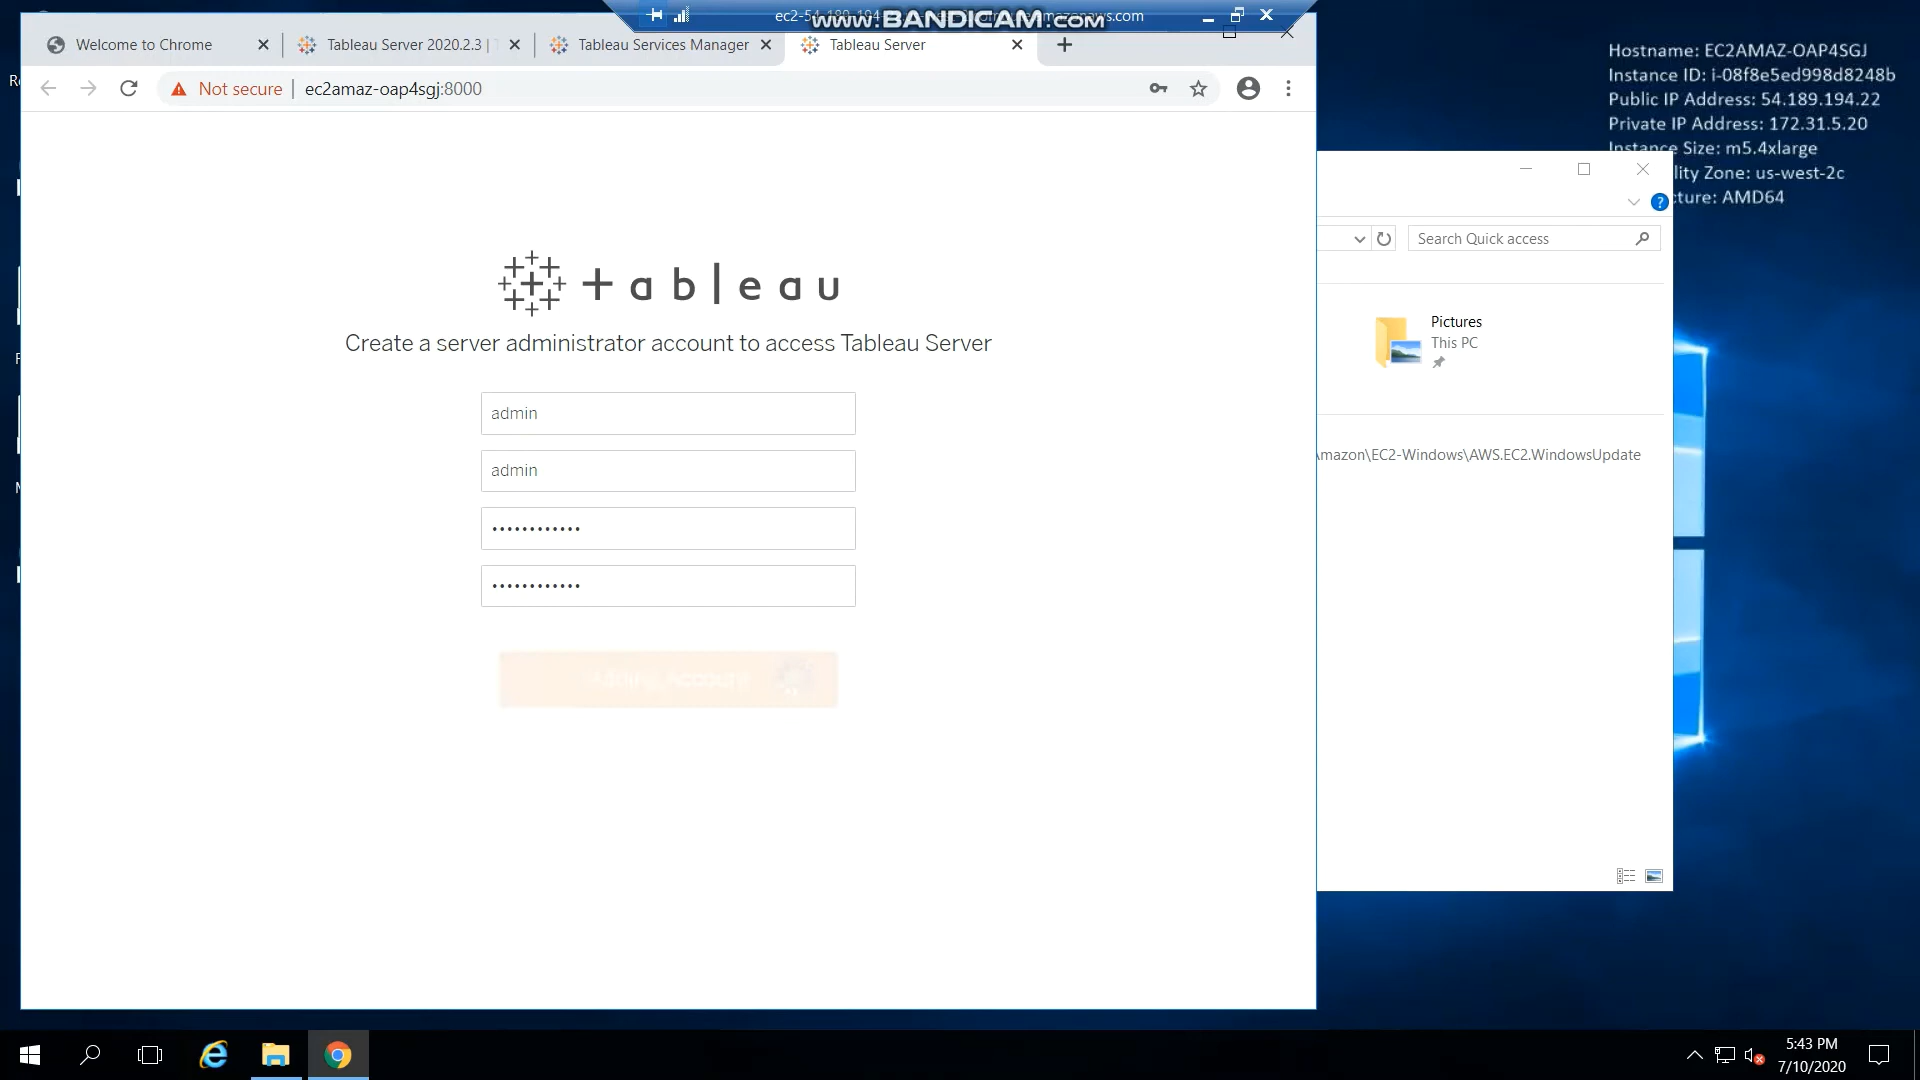 www.BANDICAM.com
Welcome to Chrome
Tableau Server 2020.2.3 |
Tableau Services Manager
Tableau Server
Not secure | ec2amaz-oap4sgj:8000
+ableau
Create a server administrator account to access Tableau Server
admin
admin
••••••••••••
••••••••••••
Hostname: EC2AMAZ-OAP4SGJ
Instance ID: i-08f8e5ed998d8248b
Public IP Address: 54.189.194.22
Private IP Address: 172.31.5.20
Instance Size: m5.4xlarge
lity Zone: us-west-2c
cture: AMD64
Search Quick access
Pictures
This PC
Amazon\EC2-Windows\AWS.EC2.WindowsUpdate
5:43 PM
7/10/2020